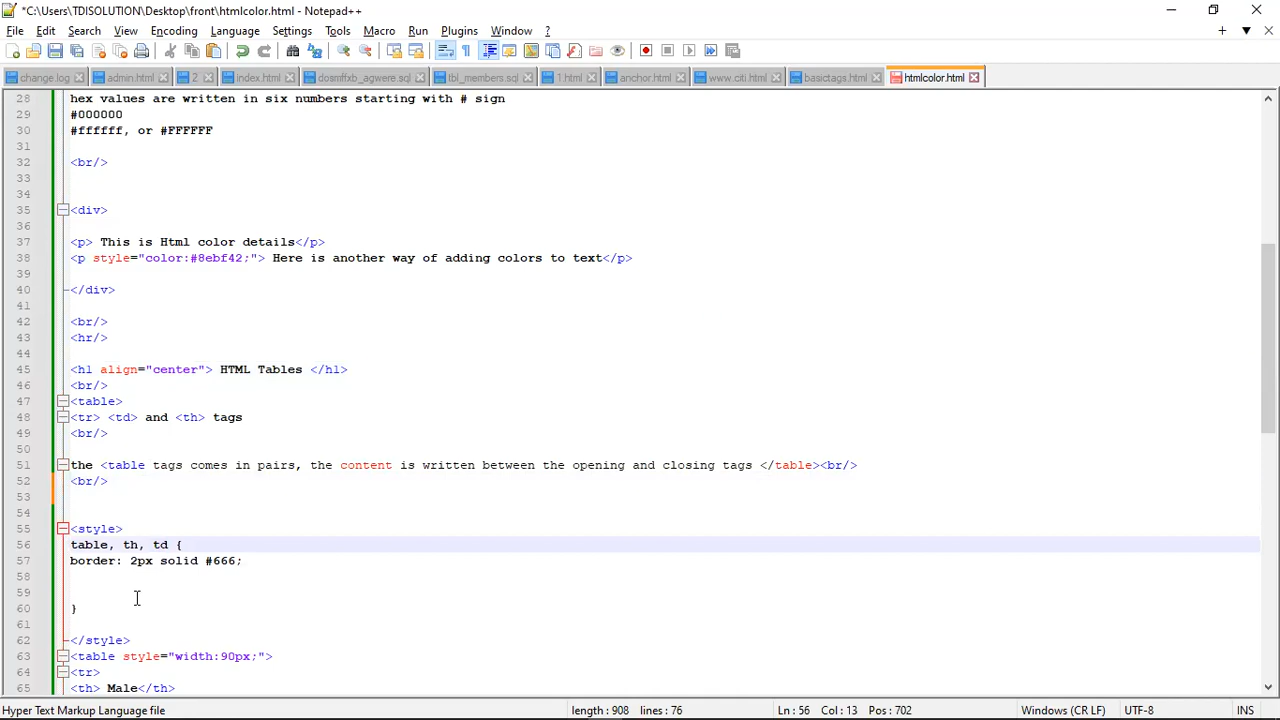 *C:\Users\TDISOLUTION\Desktop\front\htmlcolor.html - Notepad++
File Edit Search View Encoding Language Settings Tools Macro Run Plugins Window ?
change.log admin.html 2 index.html dosmffxb_agwere.sql tbl_members.sql 1.html anchor.html www.citi.html basictags.html htmlcolor.html
28 hex values are written in six numbers starting with # sign
29 #000000
30 #ffffff, or #FFFFFF
31
32 <br/>
33
34
35 <div>
36
37 <p> This is Html color details</p>
38 <p style="color:#8ebf42;"> Here is another way of adding colors to text</p>
39
40 </div>
41
42 <br/>
43 <hr/>
44
45 <h1 align="center"> HTML Tables </h1>
46 <br/>
47 <table>
48 <tr> <td> and <th> tags
49 <br/>
50
51 the <table tags comes in pairs, the content is written between the opening and closing tags </table><br/>
52 <br/>
53
54
55 <style>
56 table, th, td {
57 border: 2px solid #666;
58
59
60 }
61
62 </style>
63 <table style="width:90px;">
64 <tr>
65 <th> Male</th>
Hyper Text Markup Language file length : 908 lines : 76 Ln : 56 Col : 13 Pos : 702 Windows (CR LF) UTF-8 INS